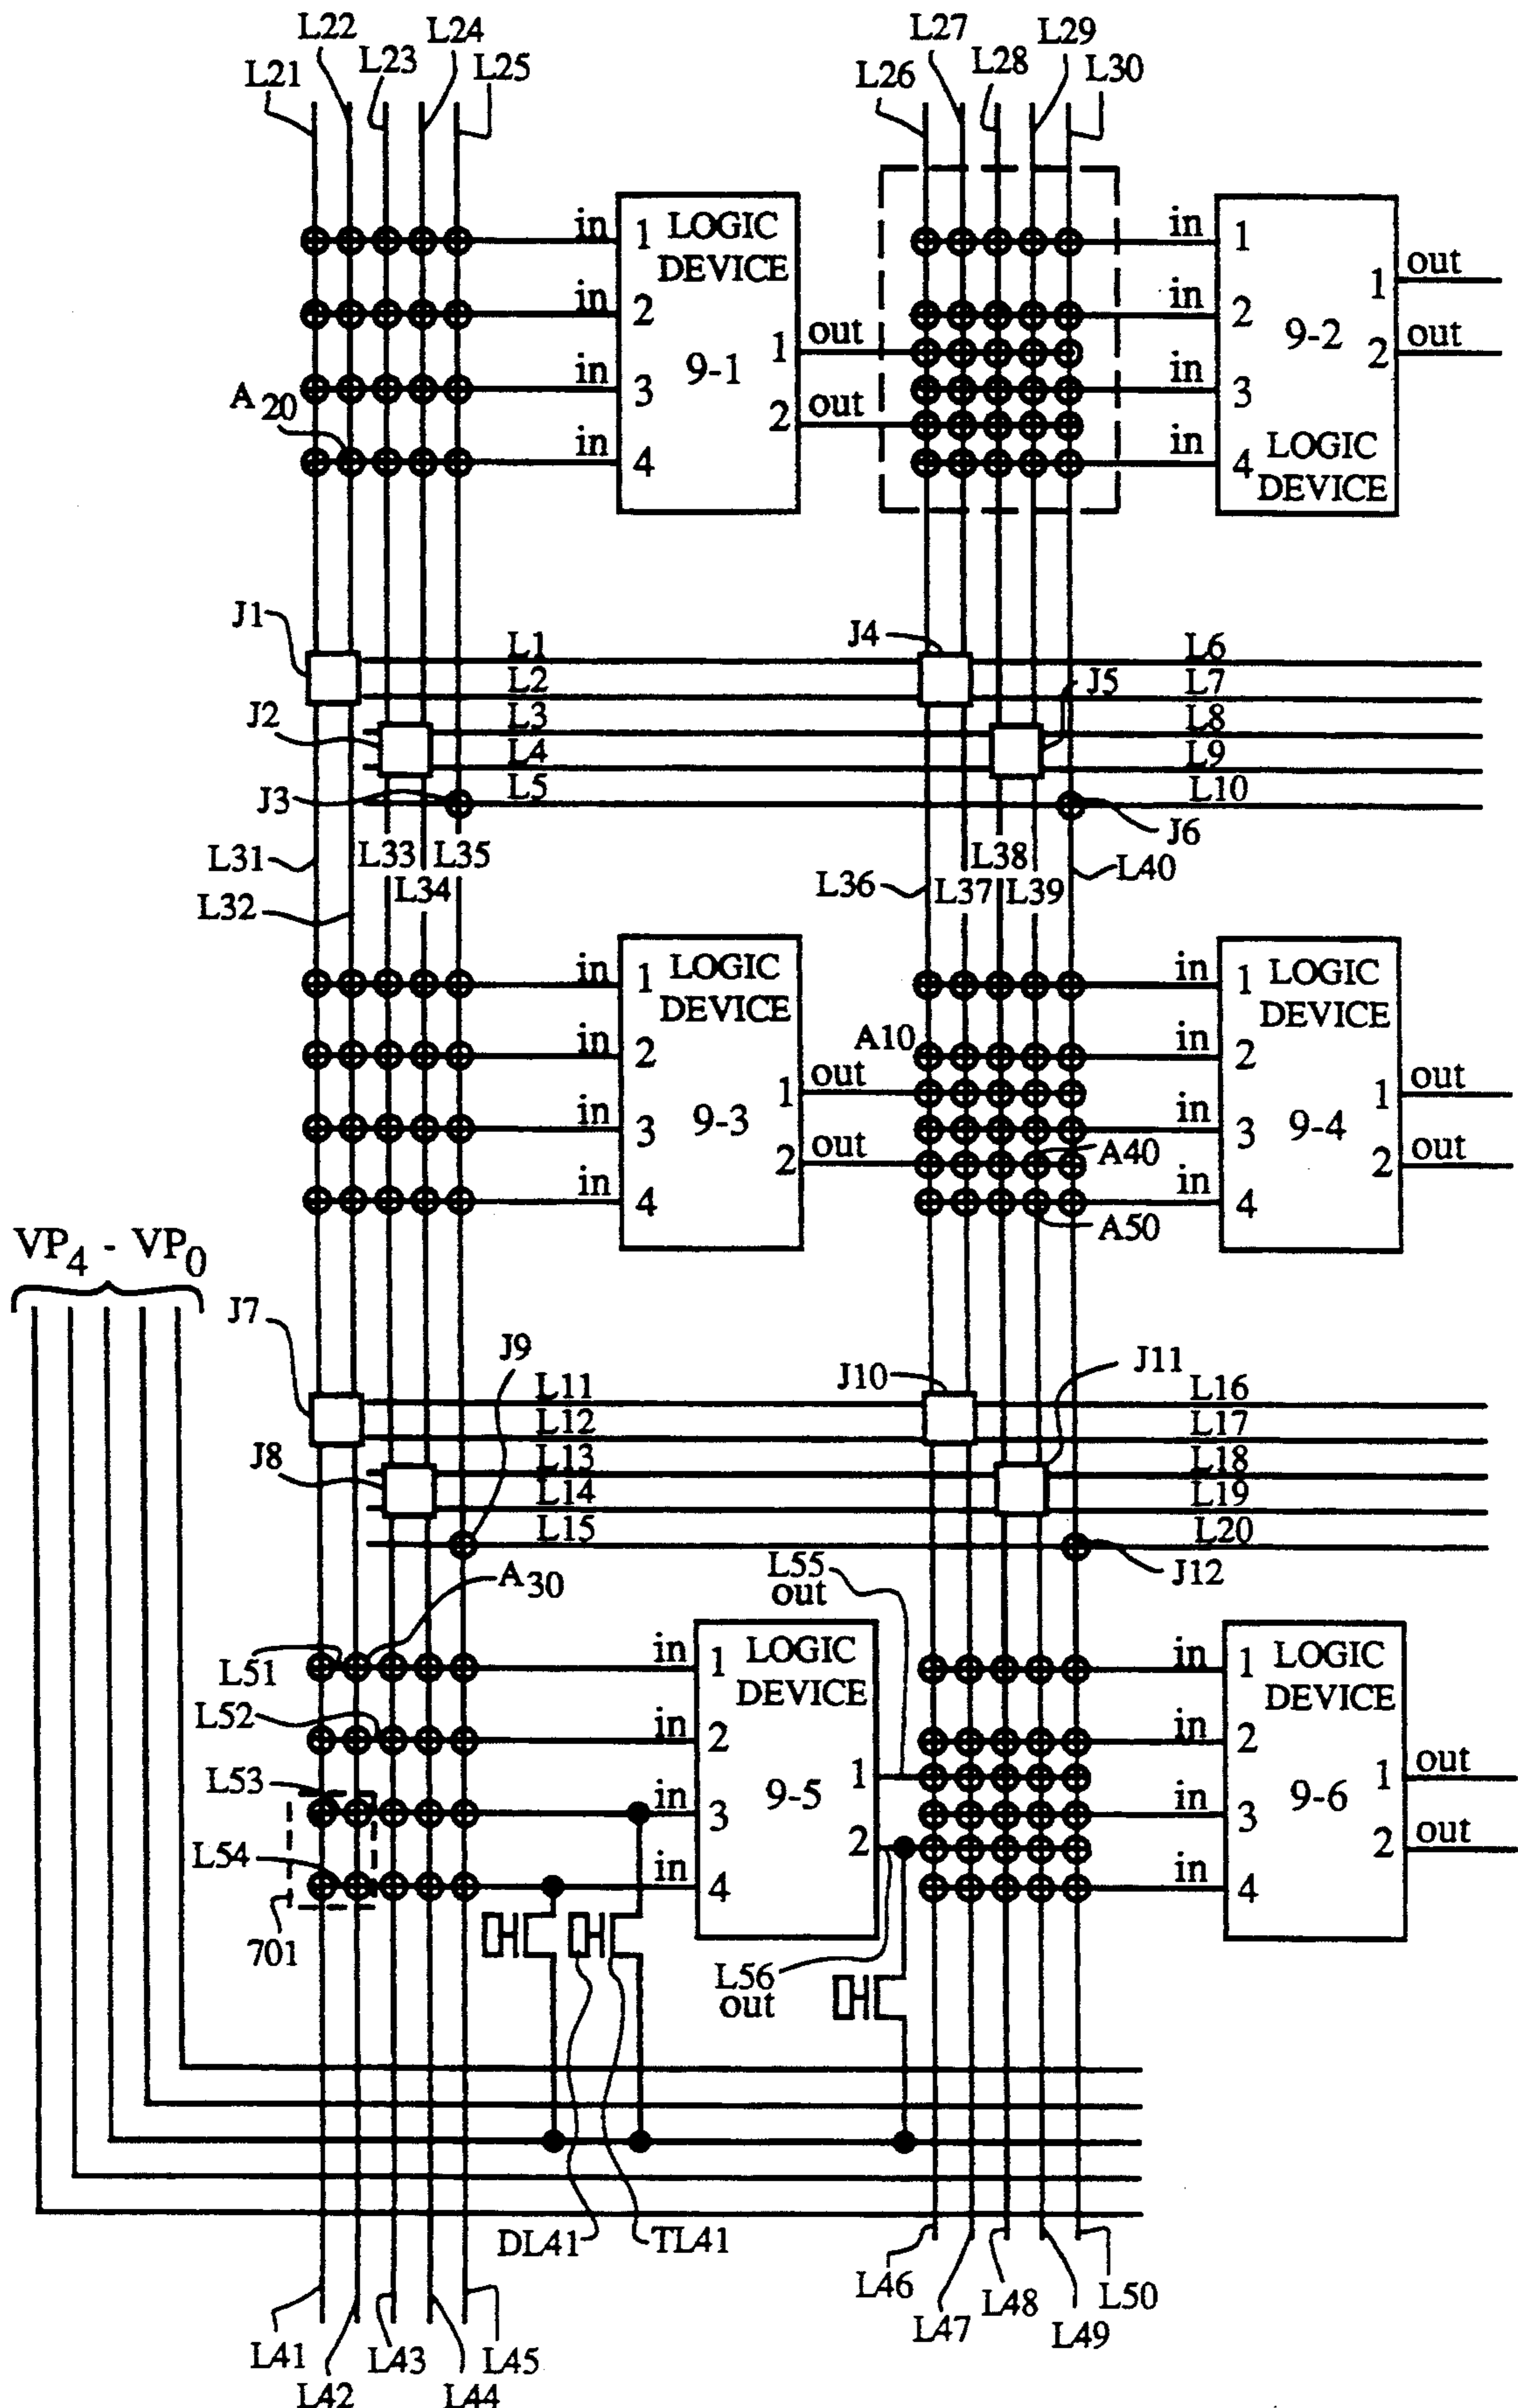 L22 L24 L27 L29
L21 L23 L25 L26 L28 L30
in 1 LOGIC DEVICE
in 2
9-1
in 3
in 4
1 out
2 out
A20
in 1
in 2
9-2
in 3
in 4 LOGIC DEVICE
1 out
2 out
J1 L1 J4 L6
L2 L7 J5
J2 L3 L8
L4 L9
J3 L5 L10
J6
L31 L33 L35 L38 L40
L34 L36 L37 L39
L32
in 1 LOGIC DEVICE
in 2
9-3
in 3
in 4
1 out
2 out
A10
in 1 LOGIC DEVICE
in 2
9-4
in 3
A40
in 4
A50
1 out
2 out
VP4 - VP0
J7 J9 J10 J11
L11 L16
L12 L17
J8 L13 L18
L14 L19
L15 L20
A30 L55 out J12
L51 in 1 LOGIC DEVICE
L52 in 2
9-5
L53 in 3
L54 in 4
1
2
701
L56 out
in 1 LOGIC DEVICE
in 2
9-6
in 3
in 4
1 out
2 out
DL41 TL41
L46 L48 L50
L47 L49
L41 L43 L45
L42 L44